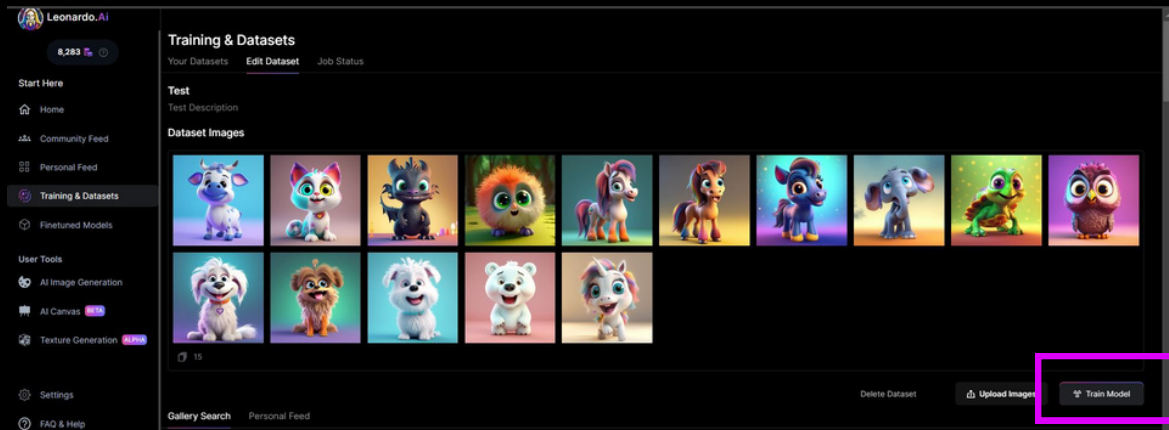 Leonardo.Ai
8,283
Start Here
Home
Community Feed
Personal Feed
Training & Datasets
Finetuned Models
User Tools
AI Image Generation
AI Canvas BETA
Texture Generation ALPHA
Settings
FAQ & Help
Training & Datasets
Your Datasets Edit Dataset Job Status
Test
Test Description
Dataset Images
15
Delete Dataset Upload Images Train Model
Gallery Search Personal Feed